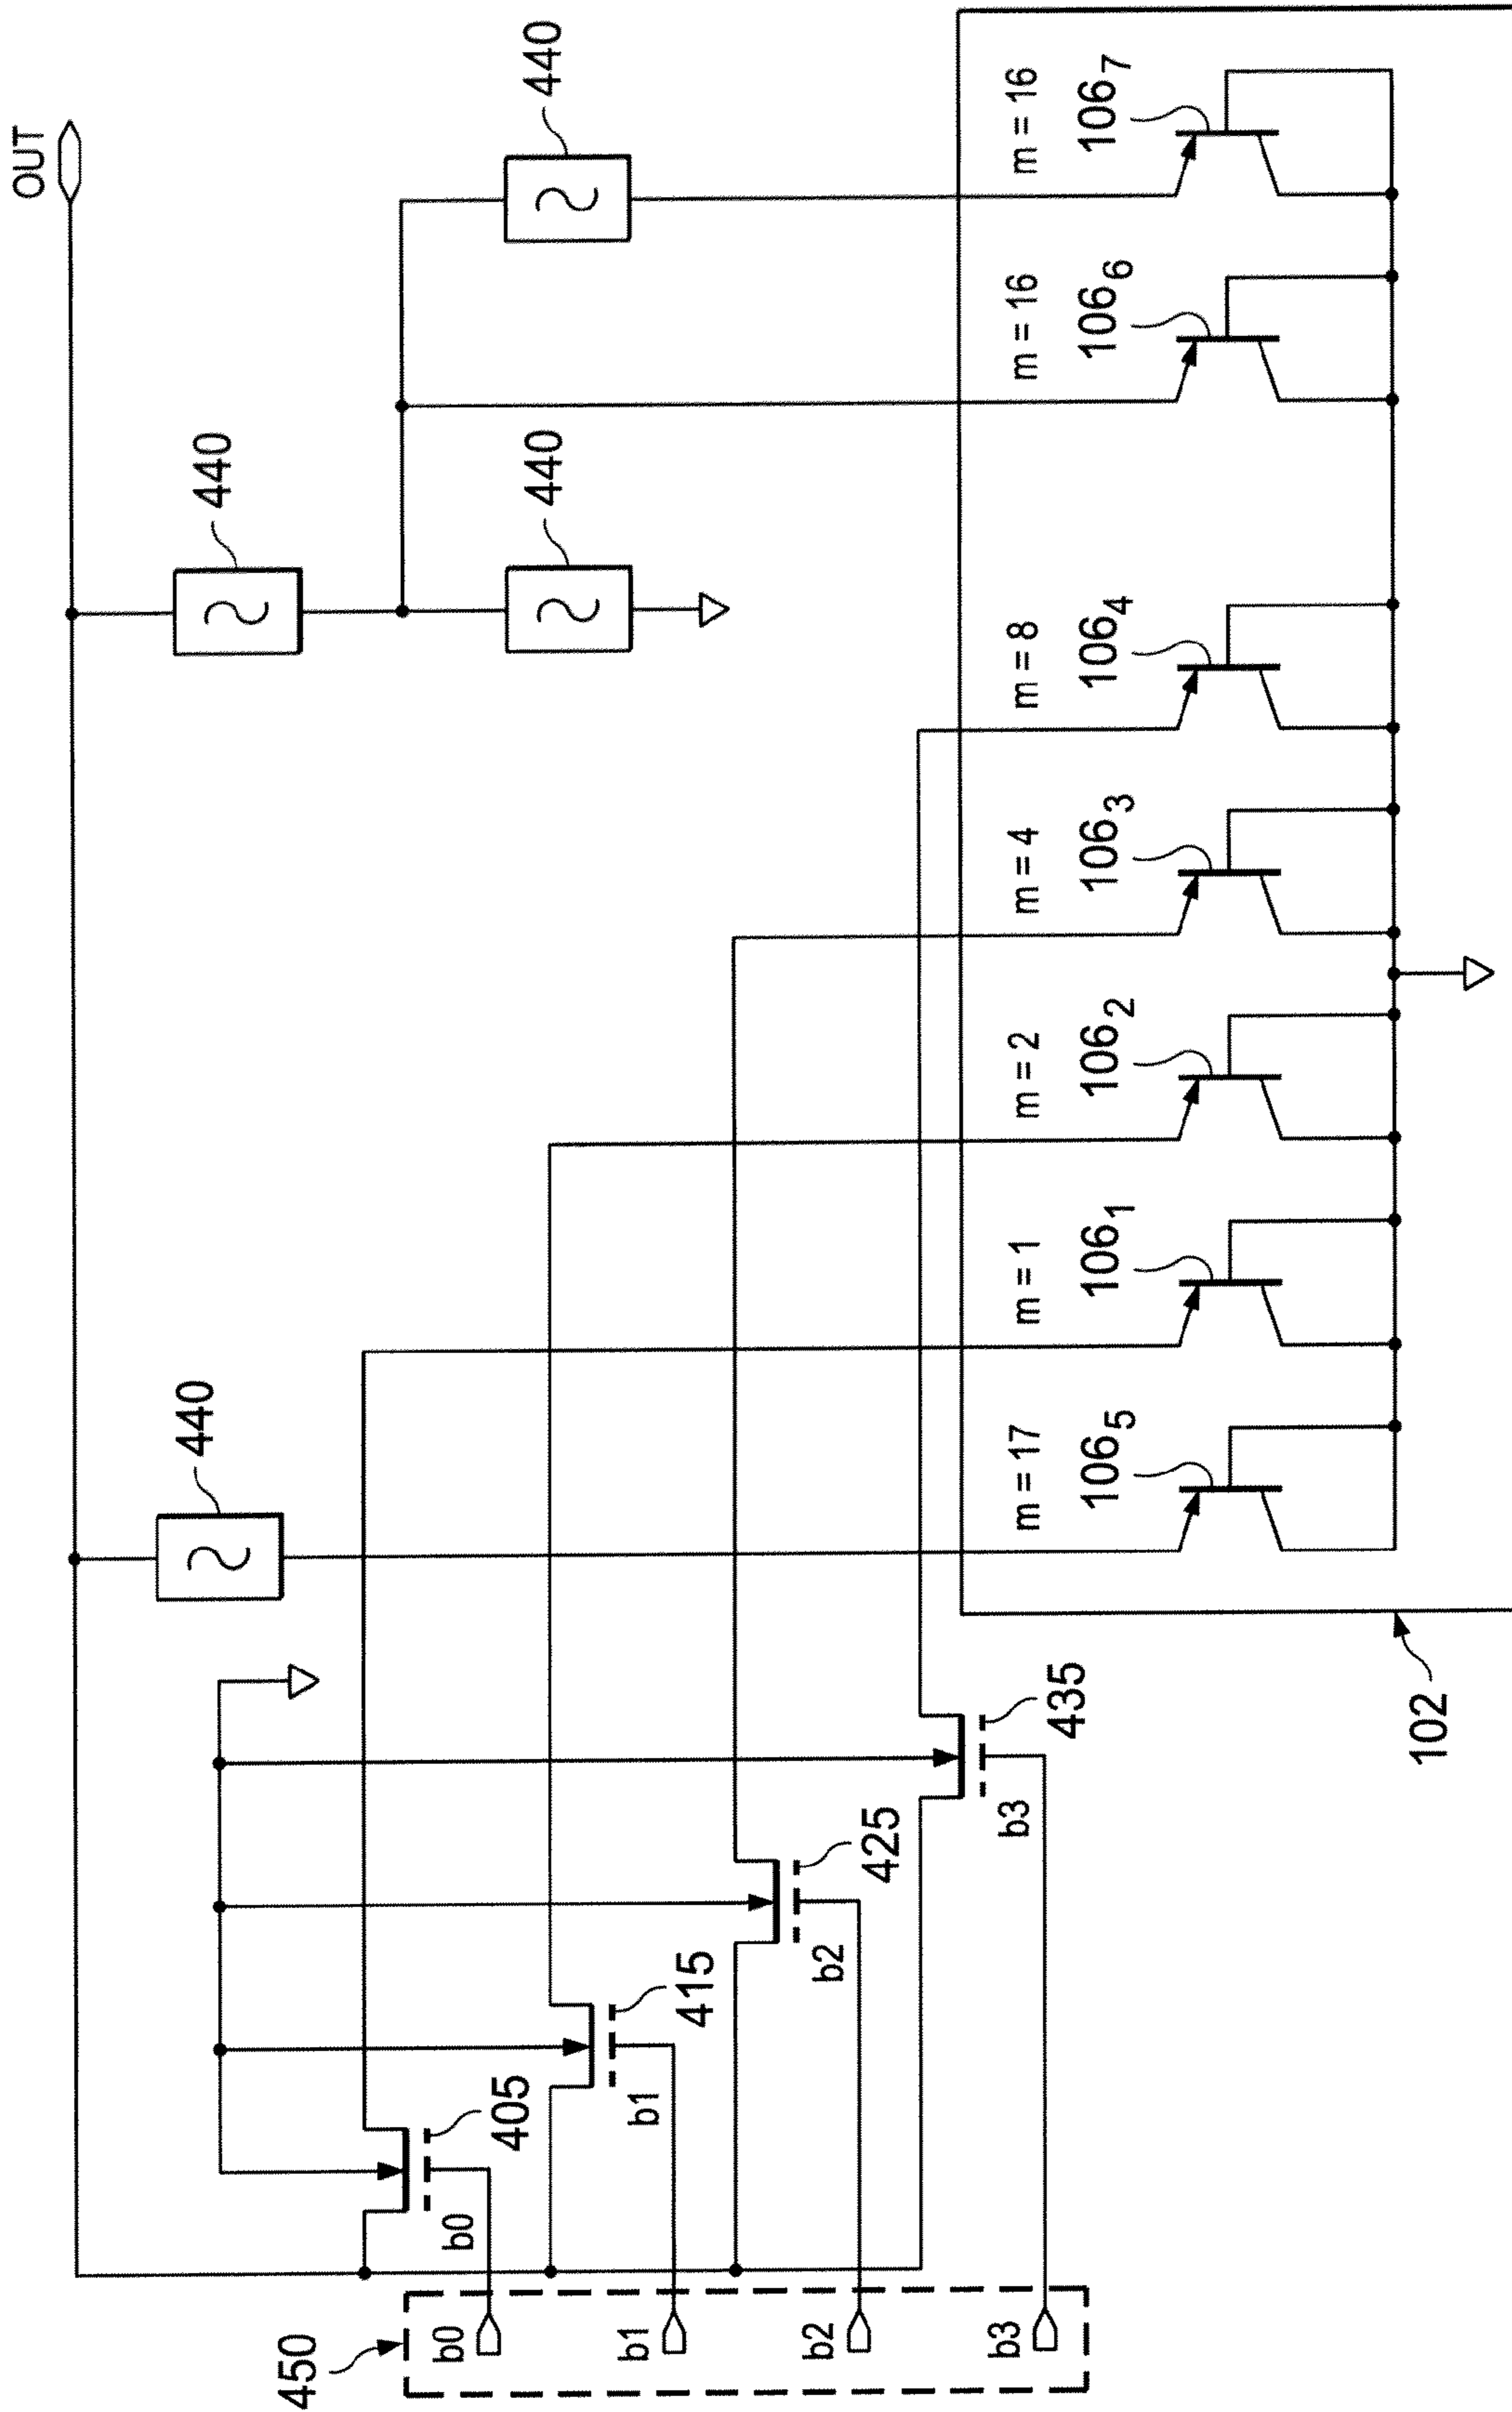 OUT
440
440
440
440
m = 17
m = 1
m = 2
m = 4
m = 8
m = 16
m = 16
106 5
106 1
106 2
106 3
106 4
106 6
106 7
405
415
425
435
b0
b1
b2
b3
450
b0
b1
b2
b3
102